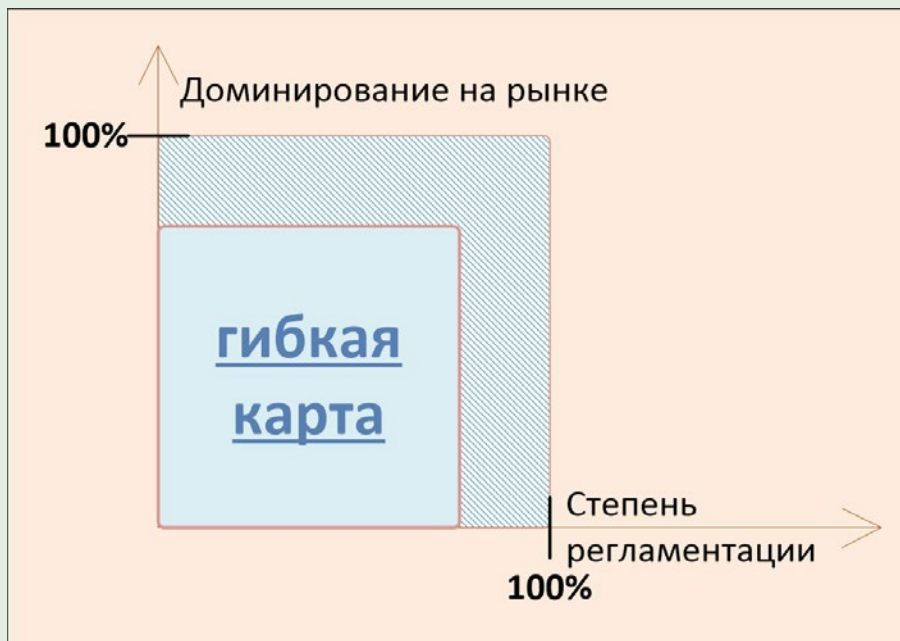 Доминирование на рынке
100%
гибкая
карта
Степень
регламентации
100%